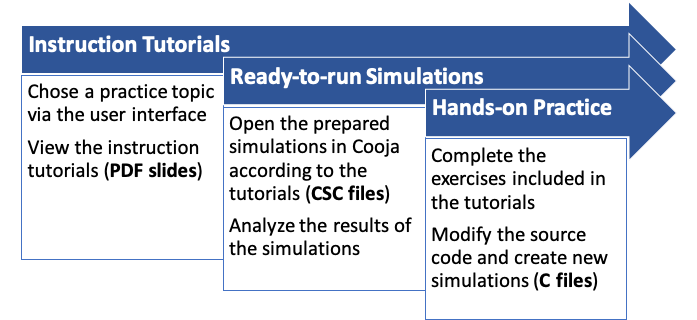 Instruction Tutorials
Chose a practice topic
via the user interface
View the instruction
tutorials (PDF slides)
Ready-to-run Simulations
Open the prepared
simulations in Cooja
according to the
tutorials (CSC files)
Analyze the results of
the simulations
Hands-on Practice
Complete the
exercises included in
the tutorials
Modify the source
code and create new
simulations (C files)